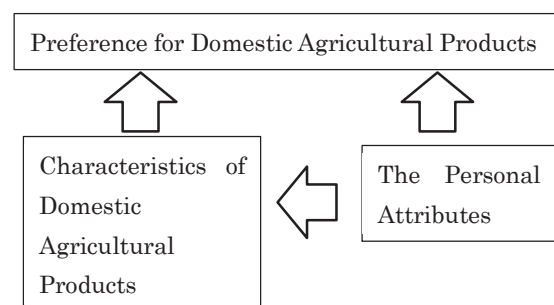 Preference for Domestic Agricultural Products
Characteristics of
Domestic
Agricultural
Products
The Personal
Attributes